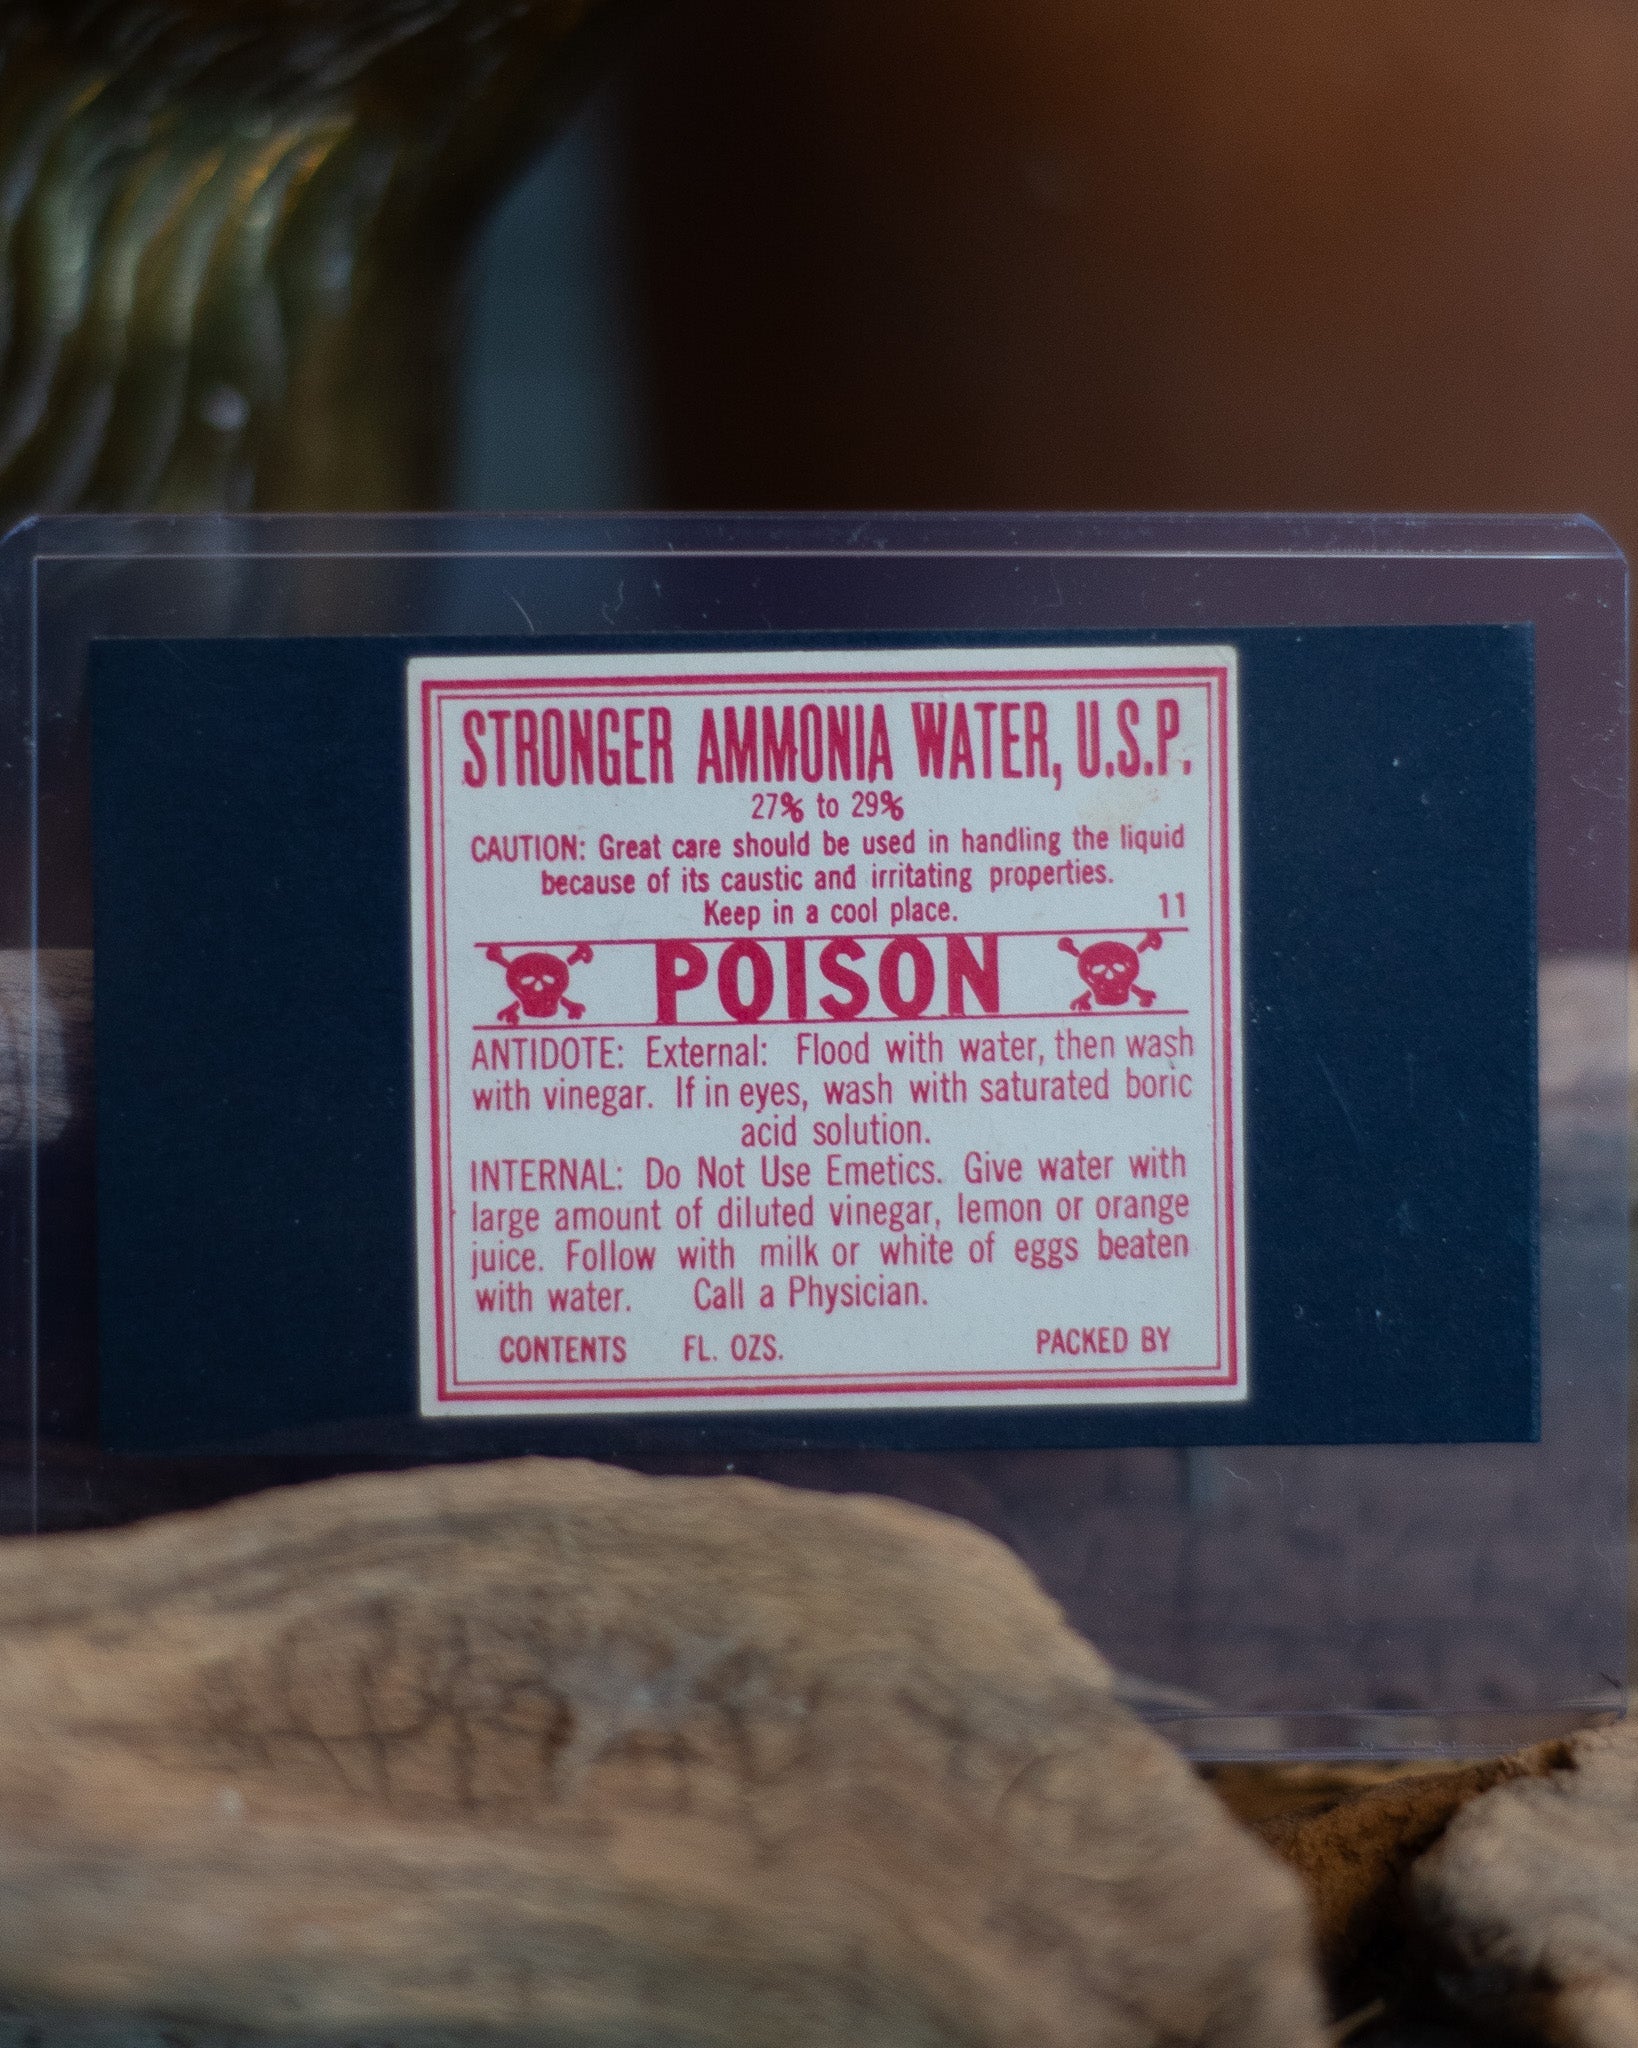 STRONGER AMMONIA WATER, U.S.P.
27% to 29%
CAUTION: Great care should be used in handling the liquid
because of its caustic and irritating properties.
Keep in a cool place. 11
POISON
ANTIDOTE: External: Flood with water, then wash
with vinegar. If in eyes, wash with saturated boric
acid solution.
INTERNAL: Do Not Use Emetics. Give water with
large amount of diluted vinegar, lemon or orange
juice. Follow with milk or white of eggs beaten
with water. Call a Physician.
CONTENTS FL. OZS. PACKED BY